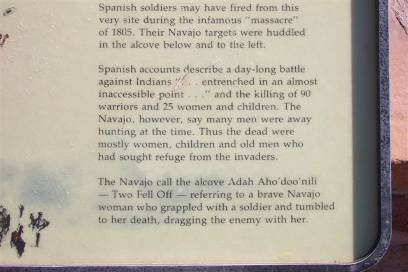 Spanish soldiers may have fired from this
very site during the infamous "massacre"
of 1805. Their Navajo targets were huddled
in the alcove below and to the left.
Spanish accounts describe a day-long battle
against Indians ". . . entrenched in an almost
inaccessible point . . ." and the killing of 90
warriors and 25 women and children. The
Navajo, however, say many men were away
hunting at the time. Thus the dead were
mostly women, children and old men who
had sought refuge from the invaders.
The Navajo call the alcove Adah Aho'doo'nili
— Two Fell Off — referring to a brave Navajo
woman who grappled with a soldier and tumbled
to her death, dragging the enemy with her.